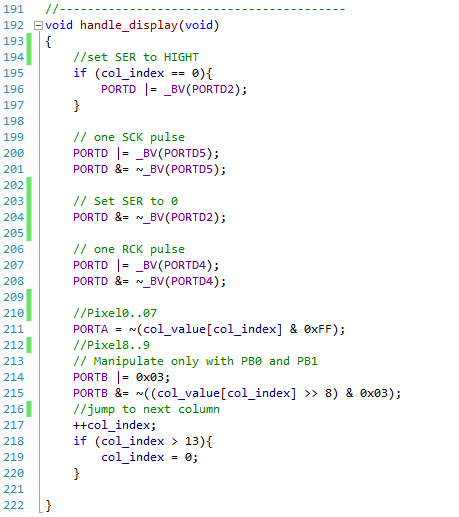 191 //-----------------------------------------
192 void handle_display(void)
193 {
194     //set SER to HIGHT
195     if (col_index == 0){
196         PORTD |= _BV(PORTD2);
197     }
198
199     // one SCK pulse
200     PORTD |= _BV(PORTD5);
201     PORTD &= ~_BV(PORTD5);
202
203     // Set SER to 0
204     PORTD &= ~_BV(PORTD2);
205
206     // one RCK pulse
207     PORTD |= _BV(PORTD4);
208     PORTD &= ~_BV(PORTD4);
209
210     //Pixel0..07
211     PORTA = ~(col_value[col_index] & 0xFF);
212     //Pixel8..9
213     // Manipulate only with PB0 and PB1
214     PORTB |= 0x03;
215     PORTB &= ~((col_value[col_index] >> 8) & 0x03);
216     //jump to next column
217     ++col_index;
218     if (col_index > 13){
219         col_index = 0;
220     }
221
222 }